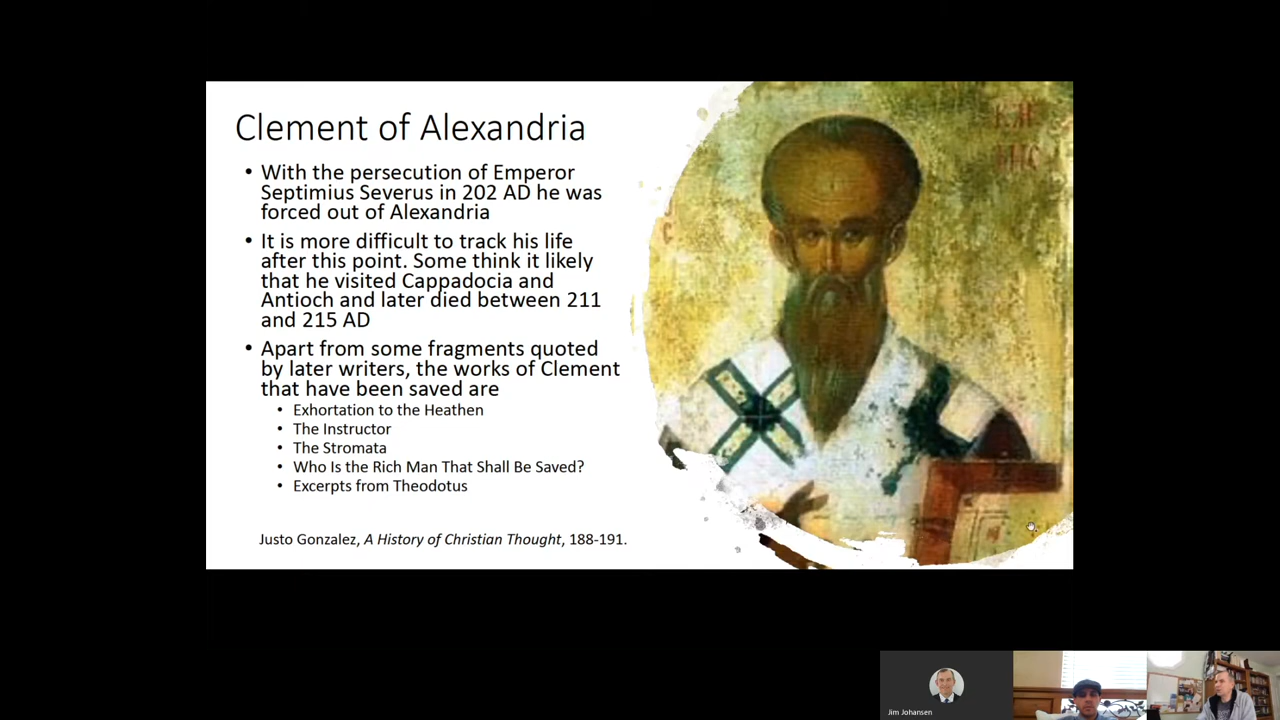 Clement of Alexandria
• With the persecution of Emperor
Septimius Severus in 202 AD he was
forced out of Alexandria
• It is more difficult to track his life
after this point. Some think it likely
that he visited Cappadocia and
Antioch and later died between 211
and 215 AD
• Apart from some fragments quoted
by later writers, the works of Clement
that have been saved are
• Exhortation to the Heathen
• The Instructor
• The Stromata
• Who Is the Rich Man That Shall Be Saved?
• Excerpts from Theodotus
Justo Gonzalez, A History of Christian Thought, 188-191.
Jim Johansen